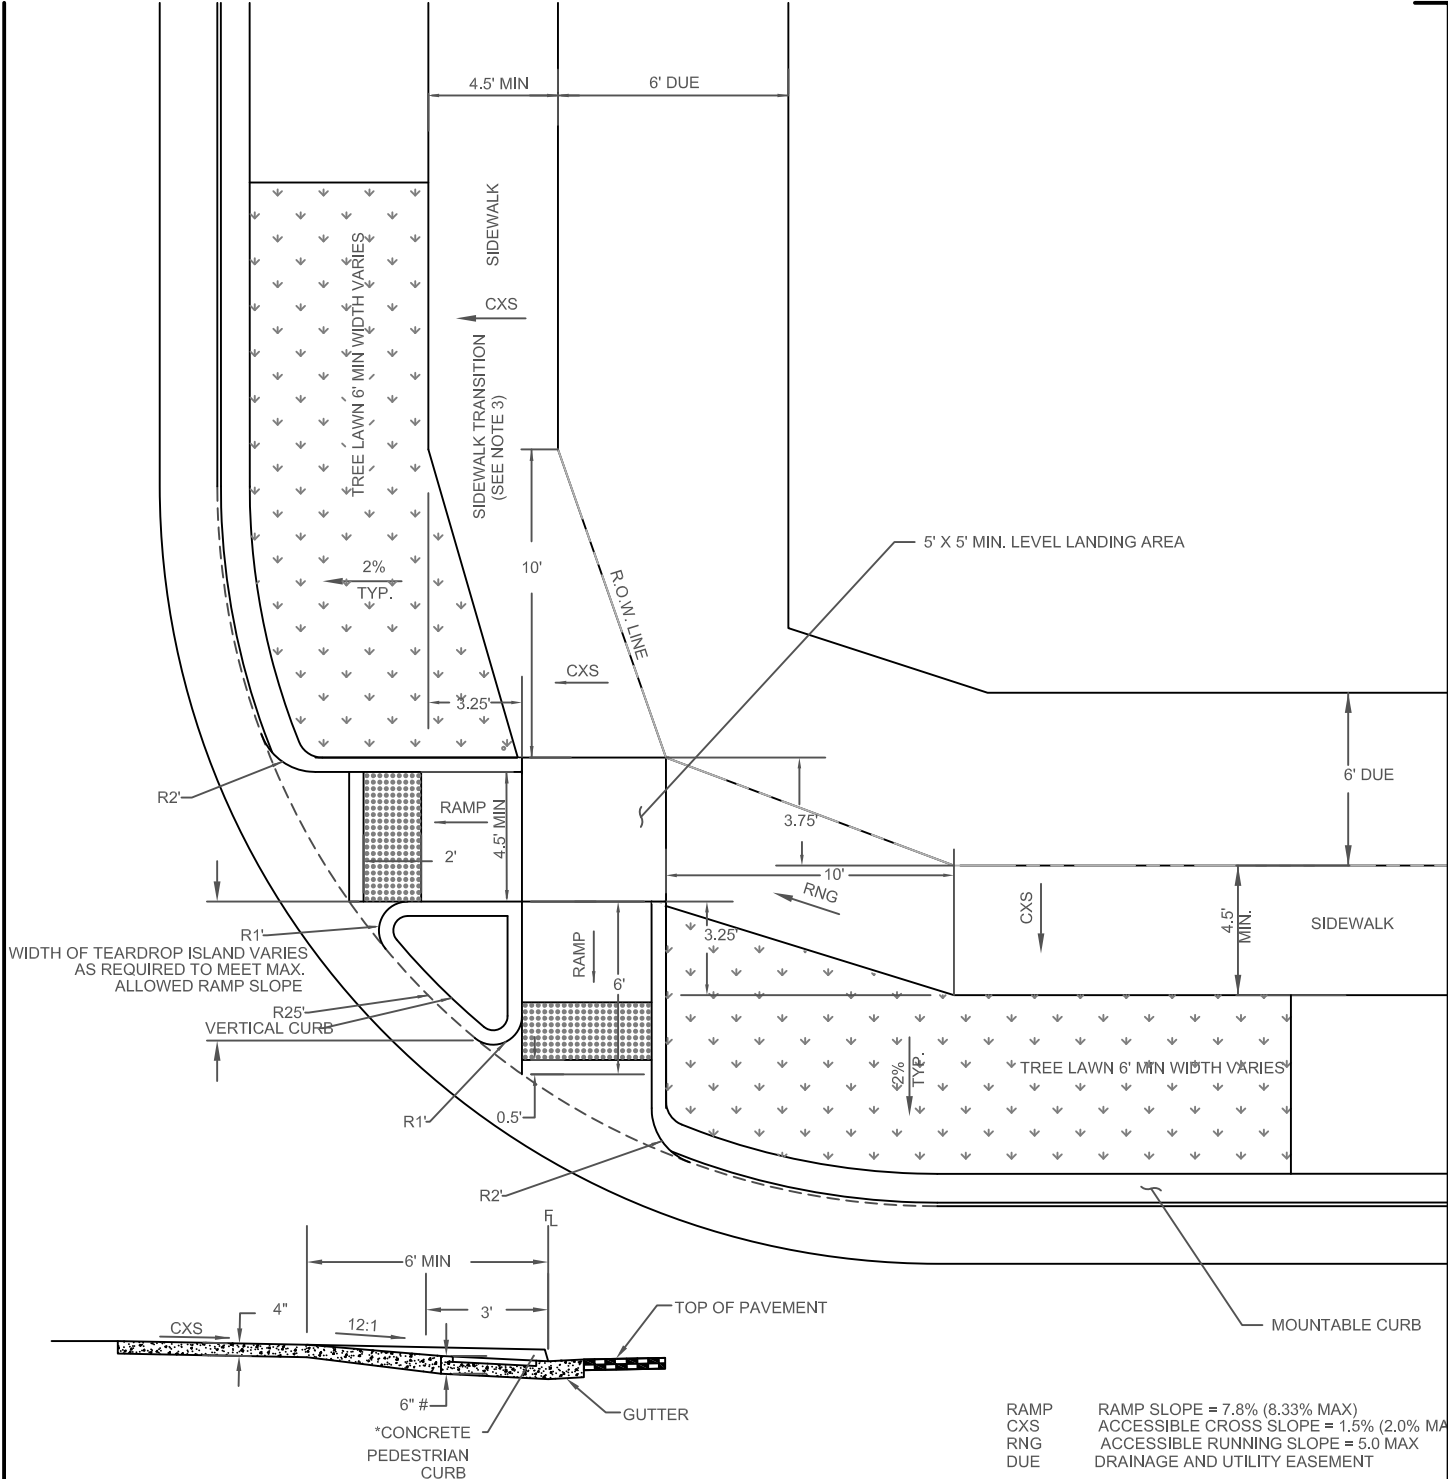 4.5' MIN
6' DUE
SIDEWALK
TREE LAWN 6' MIN WIDTH VARIES
CXS
SIDEWALK TRANSITION
(SEE NOTE 3)
5' X 5' MIN. LEVEL LANDING AREA
2%
TYP.
10'
R.O.W. LINE
CXS
3.25'
R2'
RAMP
4.5' MIN
2'
3.75'
6' DUE
10'
RNG
CXS
4.5'
MIN.
SIDEWALK
R1'
WIDTH OF TEARDROP ISLAND VARIES
AS REQUIRED TO MEET MAX.
ALLOWED RAMP SLOPE
RAMP
6'
3.25'
R25'
VERTICAL CURB
2%
TYP.
TREE LAWN 6' MIN WIDTH VARIES
R1'
0.5'
R2'
FL
6' MIN
3'
4"
CXS
12:1
TOP OF PAVEMENT
MOUNTABLE CURB
6" #
GUTTER
*CONCRETE
PEDESTRIAN
CURB
RAMP RAMP SLOPE = 7.8% (8.33% MAX)
CXS ACCESSIBLE CROSS SLOPE = 1.5% (2.0% MA
RNG ACCESSIBLE RUNNING SLOPE = 5.0 MAX
DUE DRAINAGE AND UTILITY EASEMENT